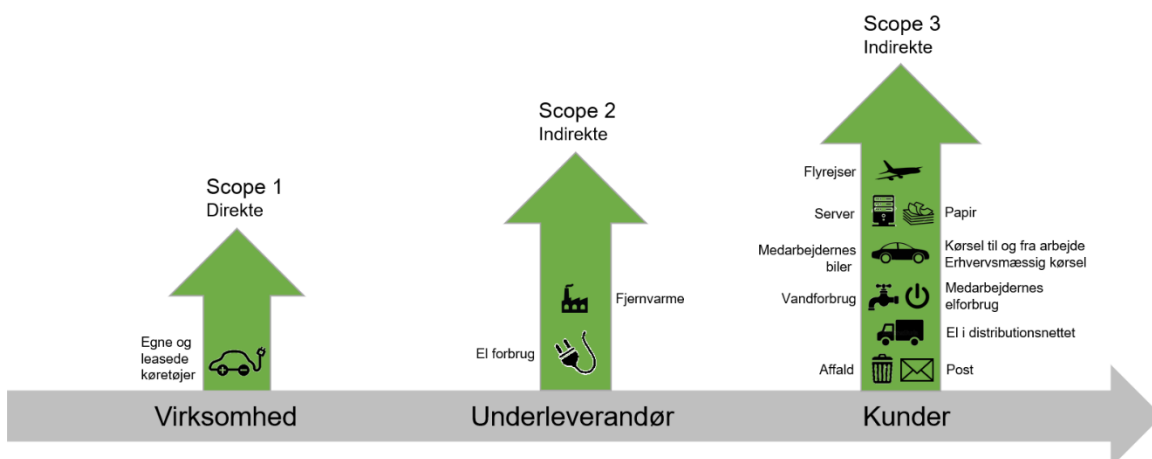 Scope 1
Direkte
Egne og
leasede
køretøjer
Virksomhed
Scope 2
Indirekte
Fjernvarme
El forbrug
Underleverandør
Scope 3
Indirekte
Flyrejser
Server
Papir
Medarbejdernes
biler
Kørsel til og fra arbejde
Erhvervsmæssig kørsel
Vandforbrug
Medarbejdernes
elforbrug
El i distributionsnettet
Affald
Post
Kunder